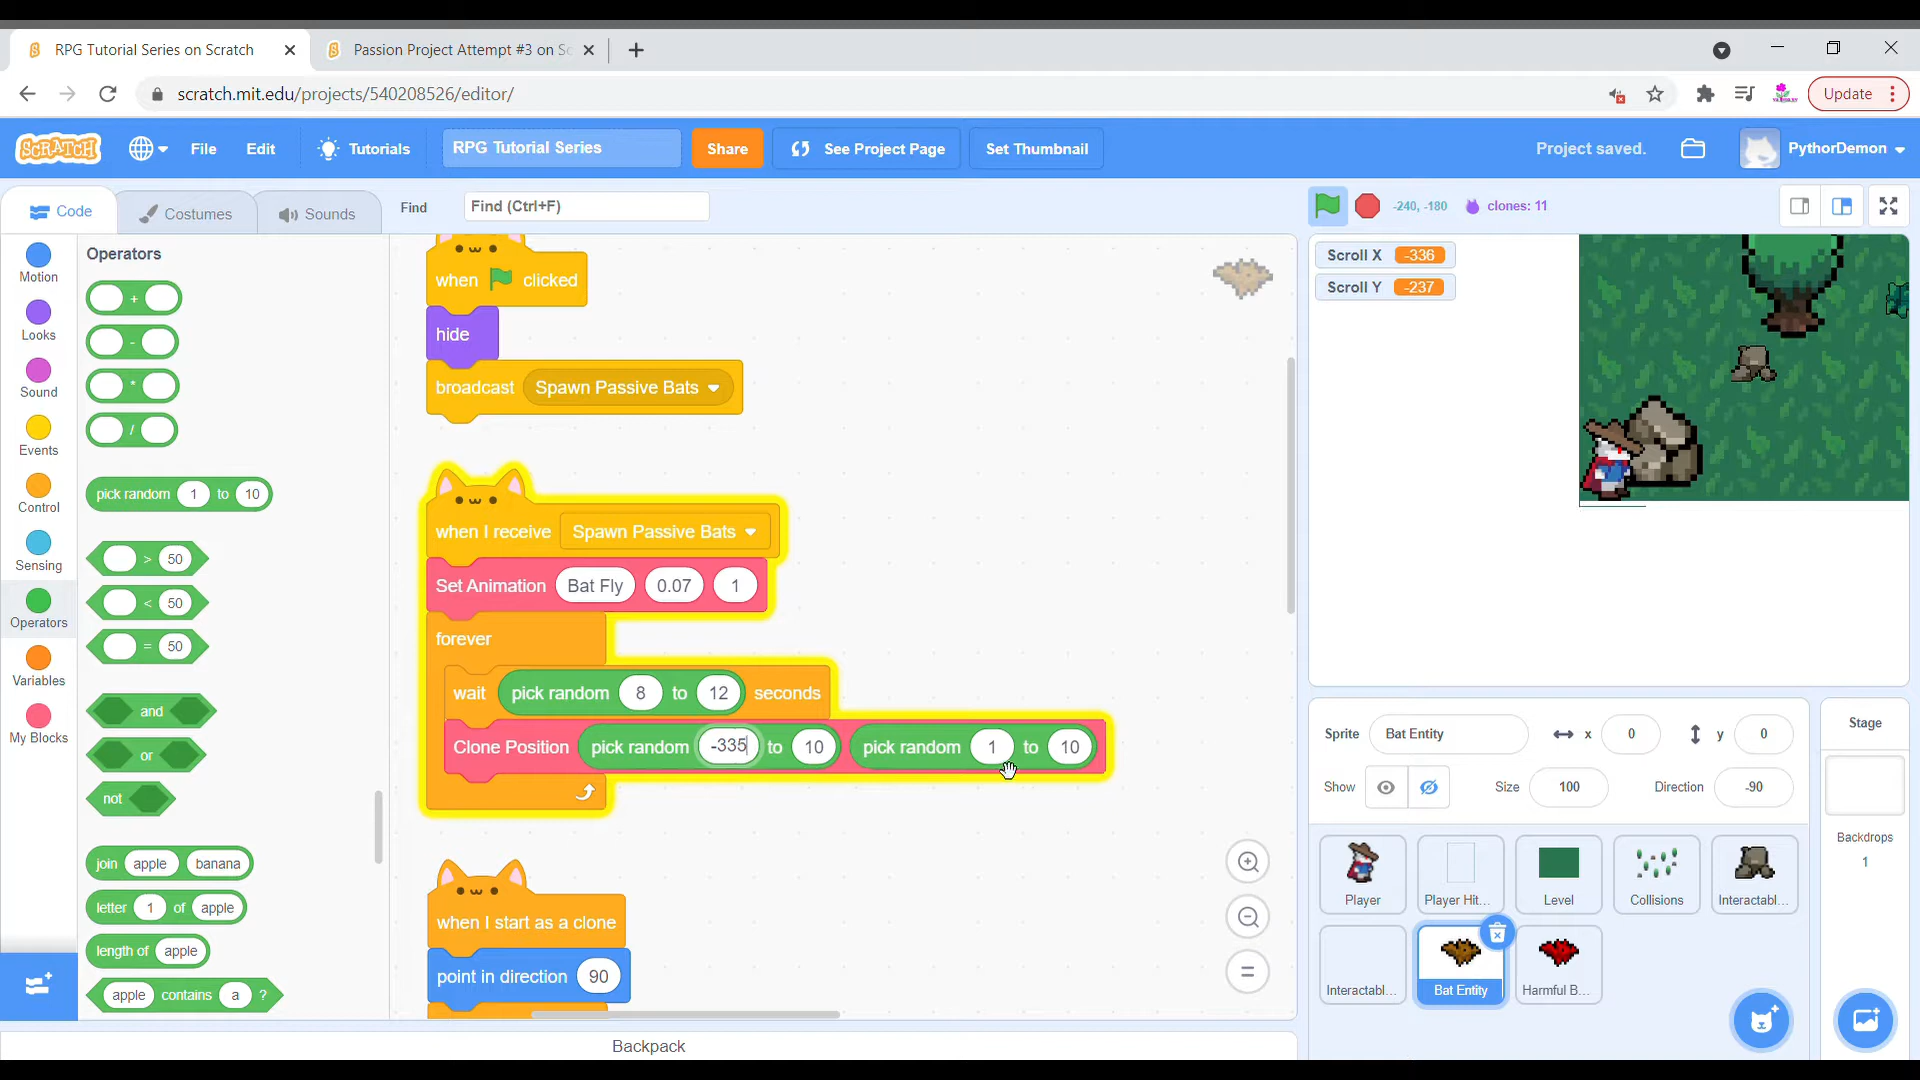 RPG Tutorial Series on Scratch
Passion Project Attempt #3 on Sc
scratch.mit.edu/projects/540208526/editor/
Update
SCRATCH
File
Edit
Tutorials
RPG Tutorial Series
Share
See Project Page
Set Thumbnail
Project saved.
PythorDemon
Code
Costumes
Sounds
Find
Find (Ctrl+F)
-240, -180
clones: 11
Motion
Looks
Sound
Events
Control
Sensing
Operators
Variables
My Blocks
Operators
+
-
*
/
pick random 1 to 10
> 50
< 50
= 50
and
or
not
join apple banana
letter 1 of apple
length of apple
apple contains a ?
when clicked
hide
broadcast Spawn Passive Bats
when I receive Spawn Passive Bats
Set Animation Bat Fly 0.07 1
forever
wait pick random 8 to 12 seconds
Clone Position pick random -335 to 10 pick random 1 to 10
when I start as a clone
point in direction 90
Backpack
Scroll X -336
Scroll Y -237
Sprite Bat Entity x 0 y 0
Show Size 100 Direction -90
Player
Player Hit...
Level
Collisions
Interactabl...
Interactabl...
Bat Entity
Harmful B...
Stage
Backdrops
1